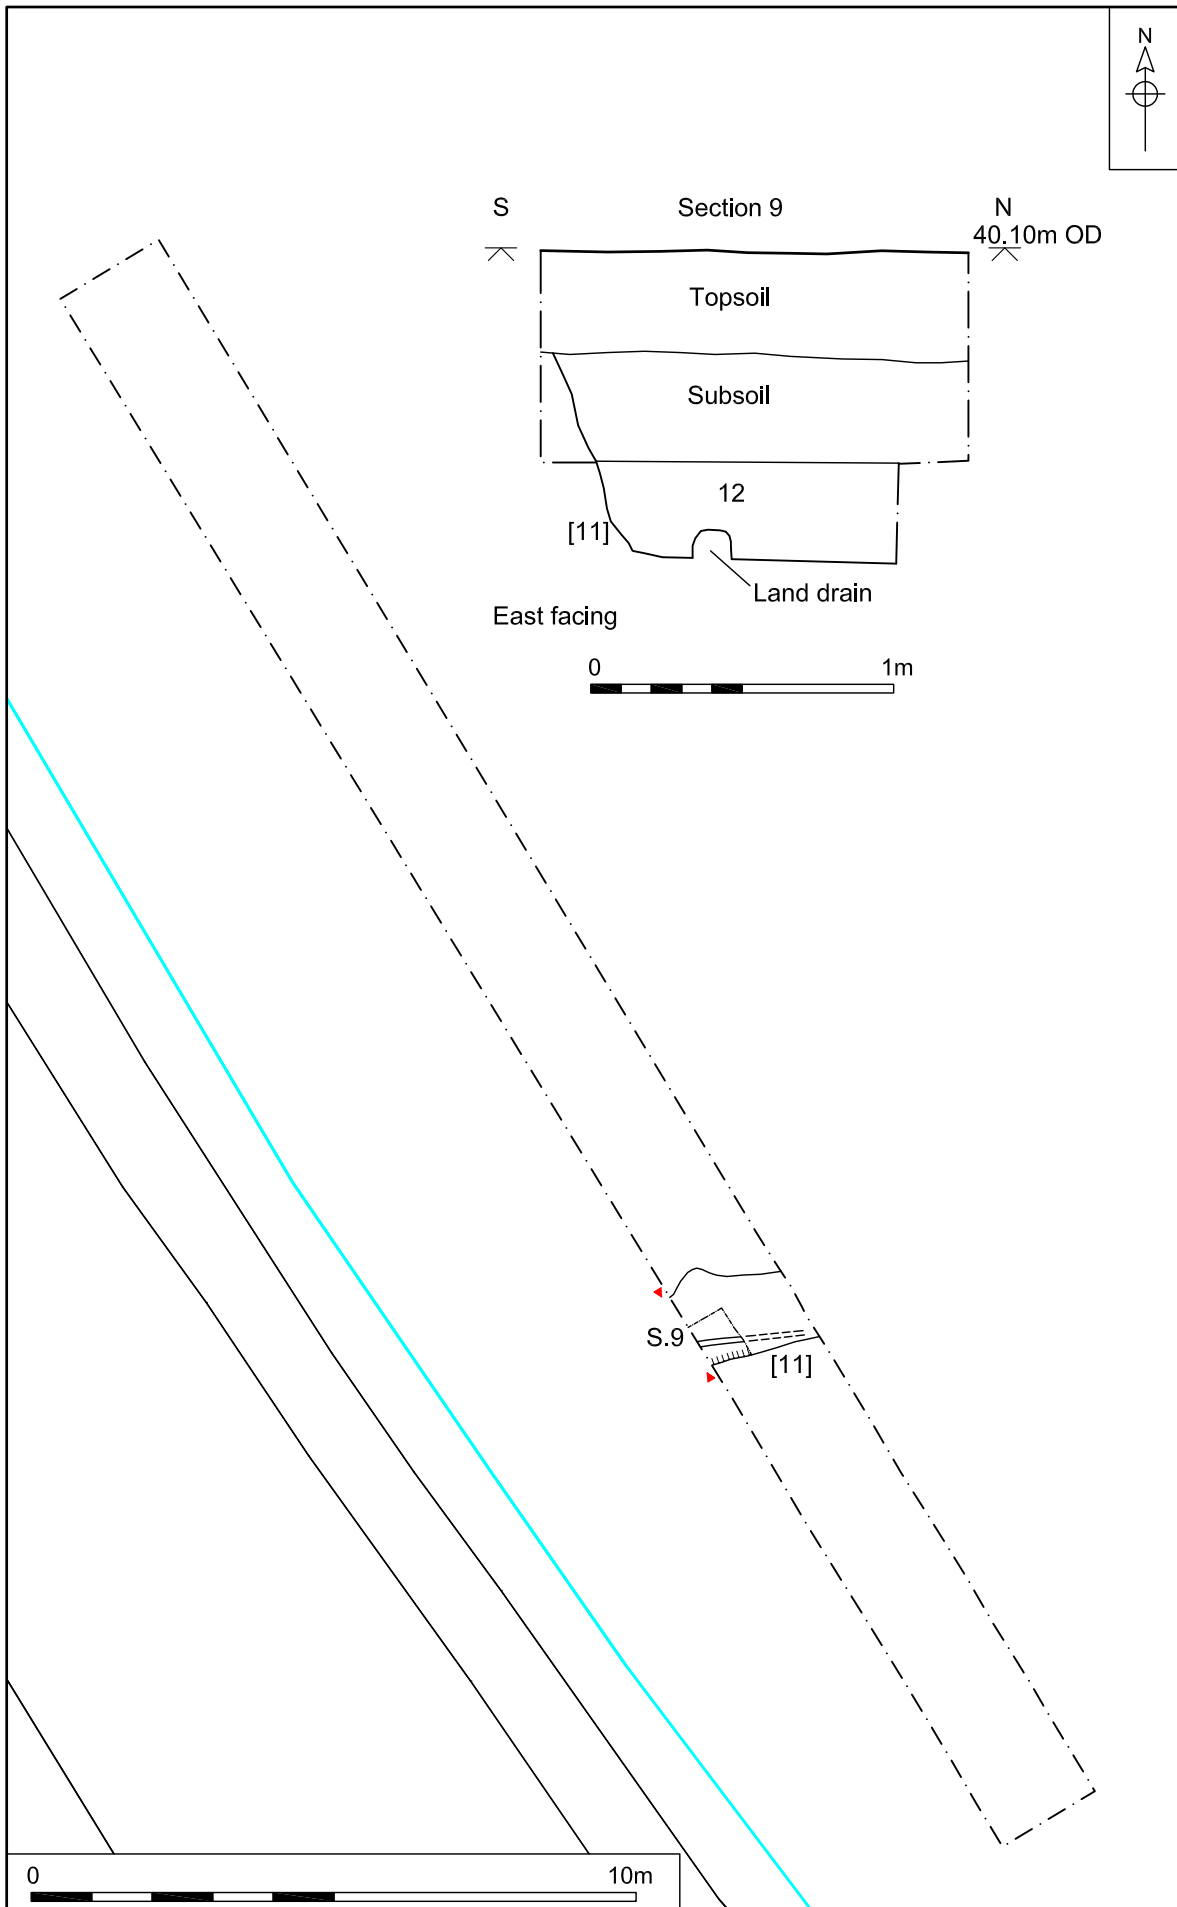 N
S Section 9 N
40.10m OD
Topsoil
Subsoil
12
[11]
Land drain
East facing
0 1m
S.9
[11]
0 10m